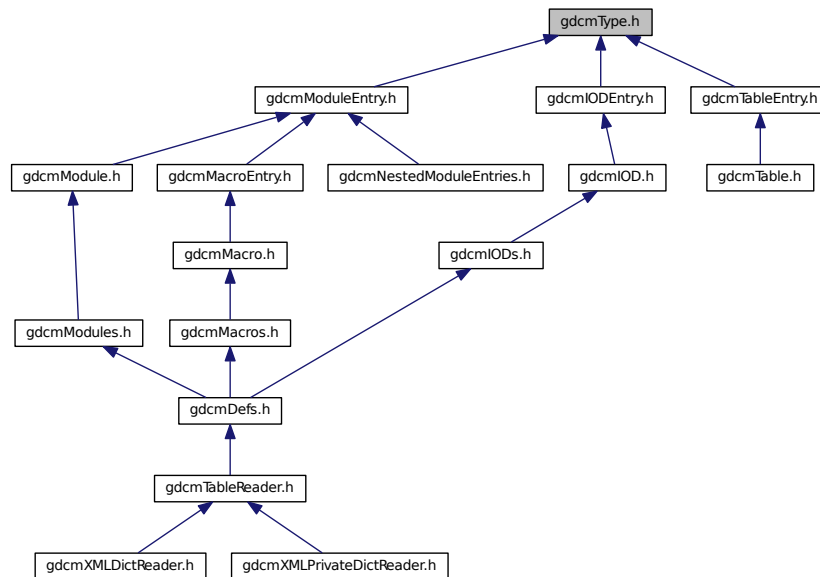 gdcmType.h
gdcmModuleEntry.h
gdcmIODEntry.h
gdcmTableEntry.h
gdcmModule.h
gdcmMacroEntry.h
gdcmNestedModuleEntries.h
gdcmIOD.h
gdcmTable.h
gdcmMacro.h
gdcmIODs.h
gdcmModules.h
gdcmMacros.h
gdcmDefs.h
gdcmTableReader.h
gdcmXMLDictReader.h
gdcmXMLPrivateDictReader.h